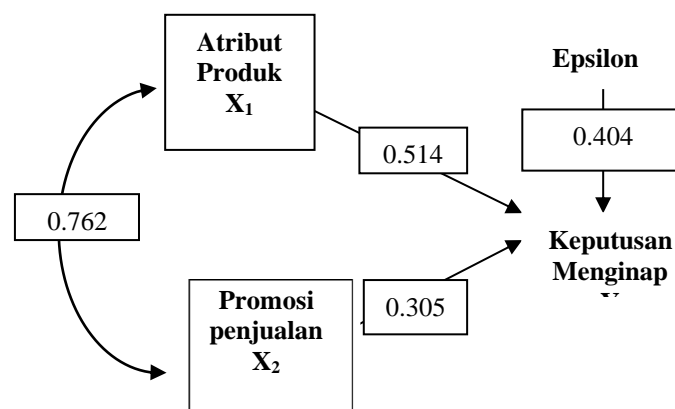 Atribut
Produk
X₁
Epsilon
0.404
0.514
0.762
Keputusan
Menginap
Promosi
penjualan
X₂
0.305